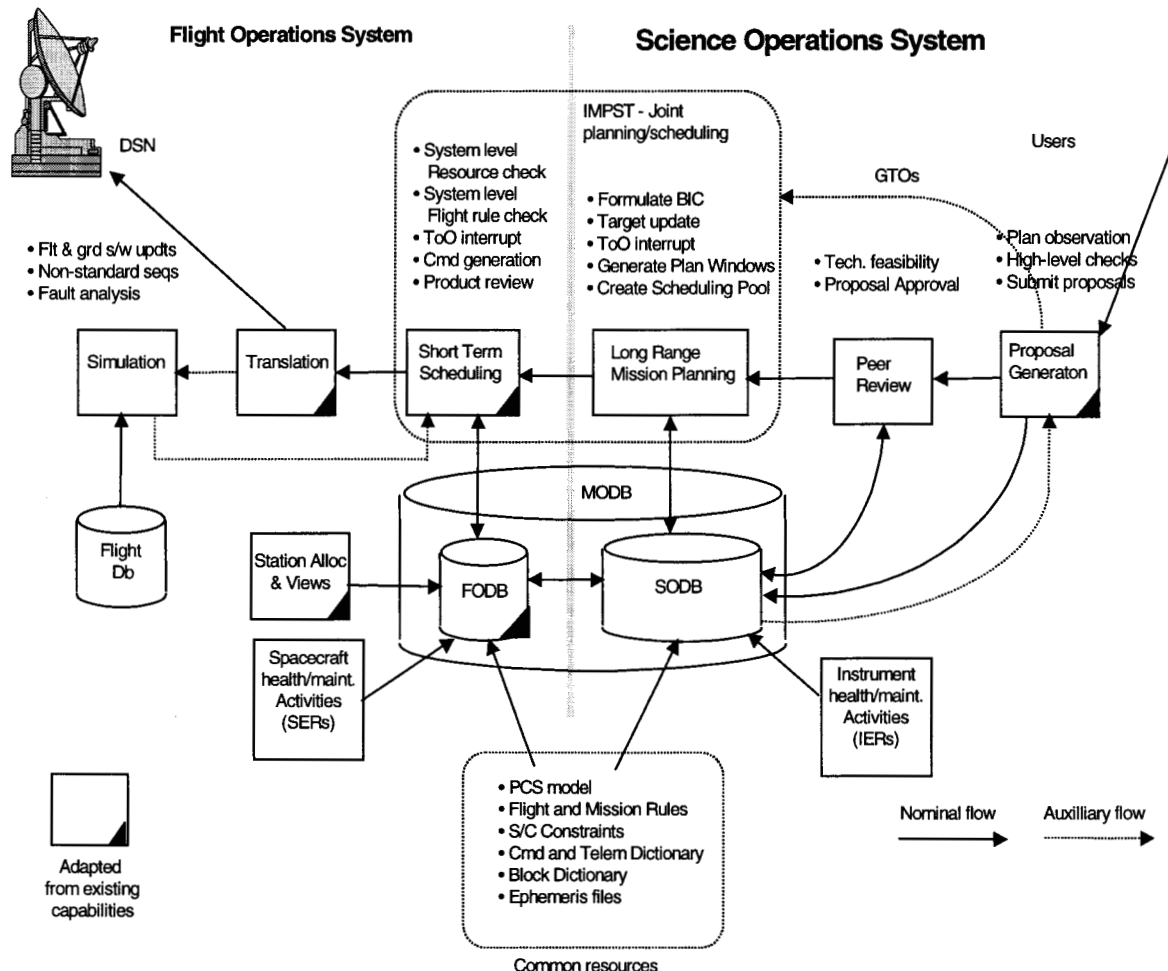 Flight Operations System
Science Operations System
DSN
IMPST - Joint
planning/scheduling
Users
GTOs
• System level
Resource check
• System level
Flight rule check
• ToO interrupt
• Cmd generation
• Product review
• Formulate BIC
• Target update
• ToO interrupt
• Generate Plan Windows
• Create Scheduling Pool
• Tech. feasibility
• Proposal Approval
• Plan observation
• High-level checks
• Submit proposals
• Flt & grd s/w updts
• Non-standard seqs
• Fault analysis
Simulation
Translation
Short Term
Scheduling
Long Range
Mission Planning
Peer
Review
Proposal
Generaton
MODB
Flight
Db
Station Alloc
& Views
FODB
SODB
Spacecraft
health/maint.
Activities
(SERs)
Instrument
health/maint.
Activities
(IERs)
• PCS model
• Flight and Mission Rules
• S/C Constraints
• Cmd and Telem Dictionary
• Block Dictionary
• Ephemeris files
Common resources
Nominal flow
Auxilliary flow
Adapted
from existing
capabilities